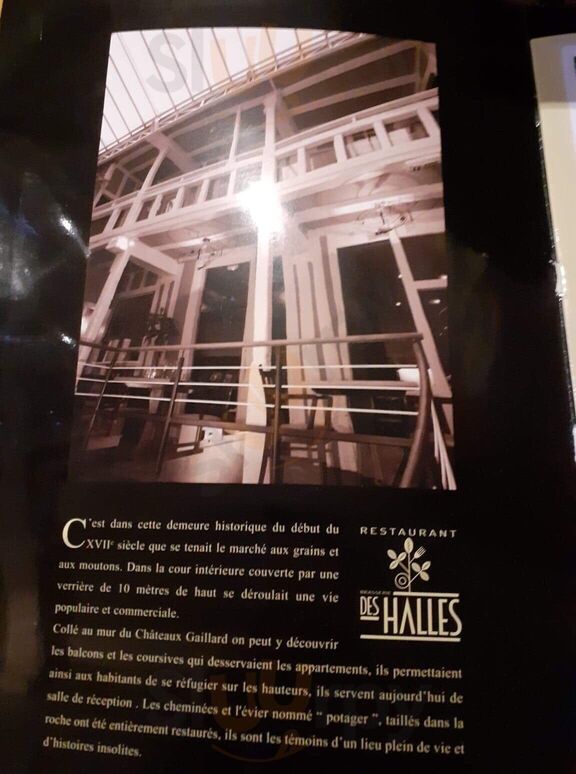 C'est dans cette demeure historique du début du
XVIIe siècle que se tenait le marché aux grains et
aux moutons. Dans la cour intérieure couverte par une
verrière de 10 mètres de haut se déroulait une vie
populaire et commerciale.
Collé au mur du Châteaux Gaillard on peut y découvrir
les balcons et les coursives qui desservaient les appartements, ils permettaient
ainsi aux habitants de se réfugier sur les hauteurs, ils servent aujourd'hui de
salle de réception . Les cheminées et l'évier nommé " potager ", taillés dans la
roche ont été entièrement restaurés, ils sont les témoins d'un lieu plein de vie et
d'histoires insolites.
RESTAURANT
BRASSERIE
DES HALLES